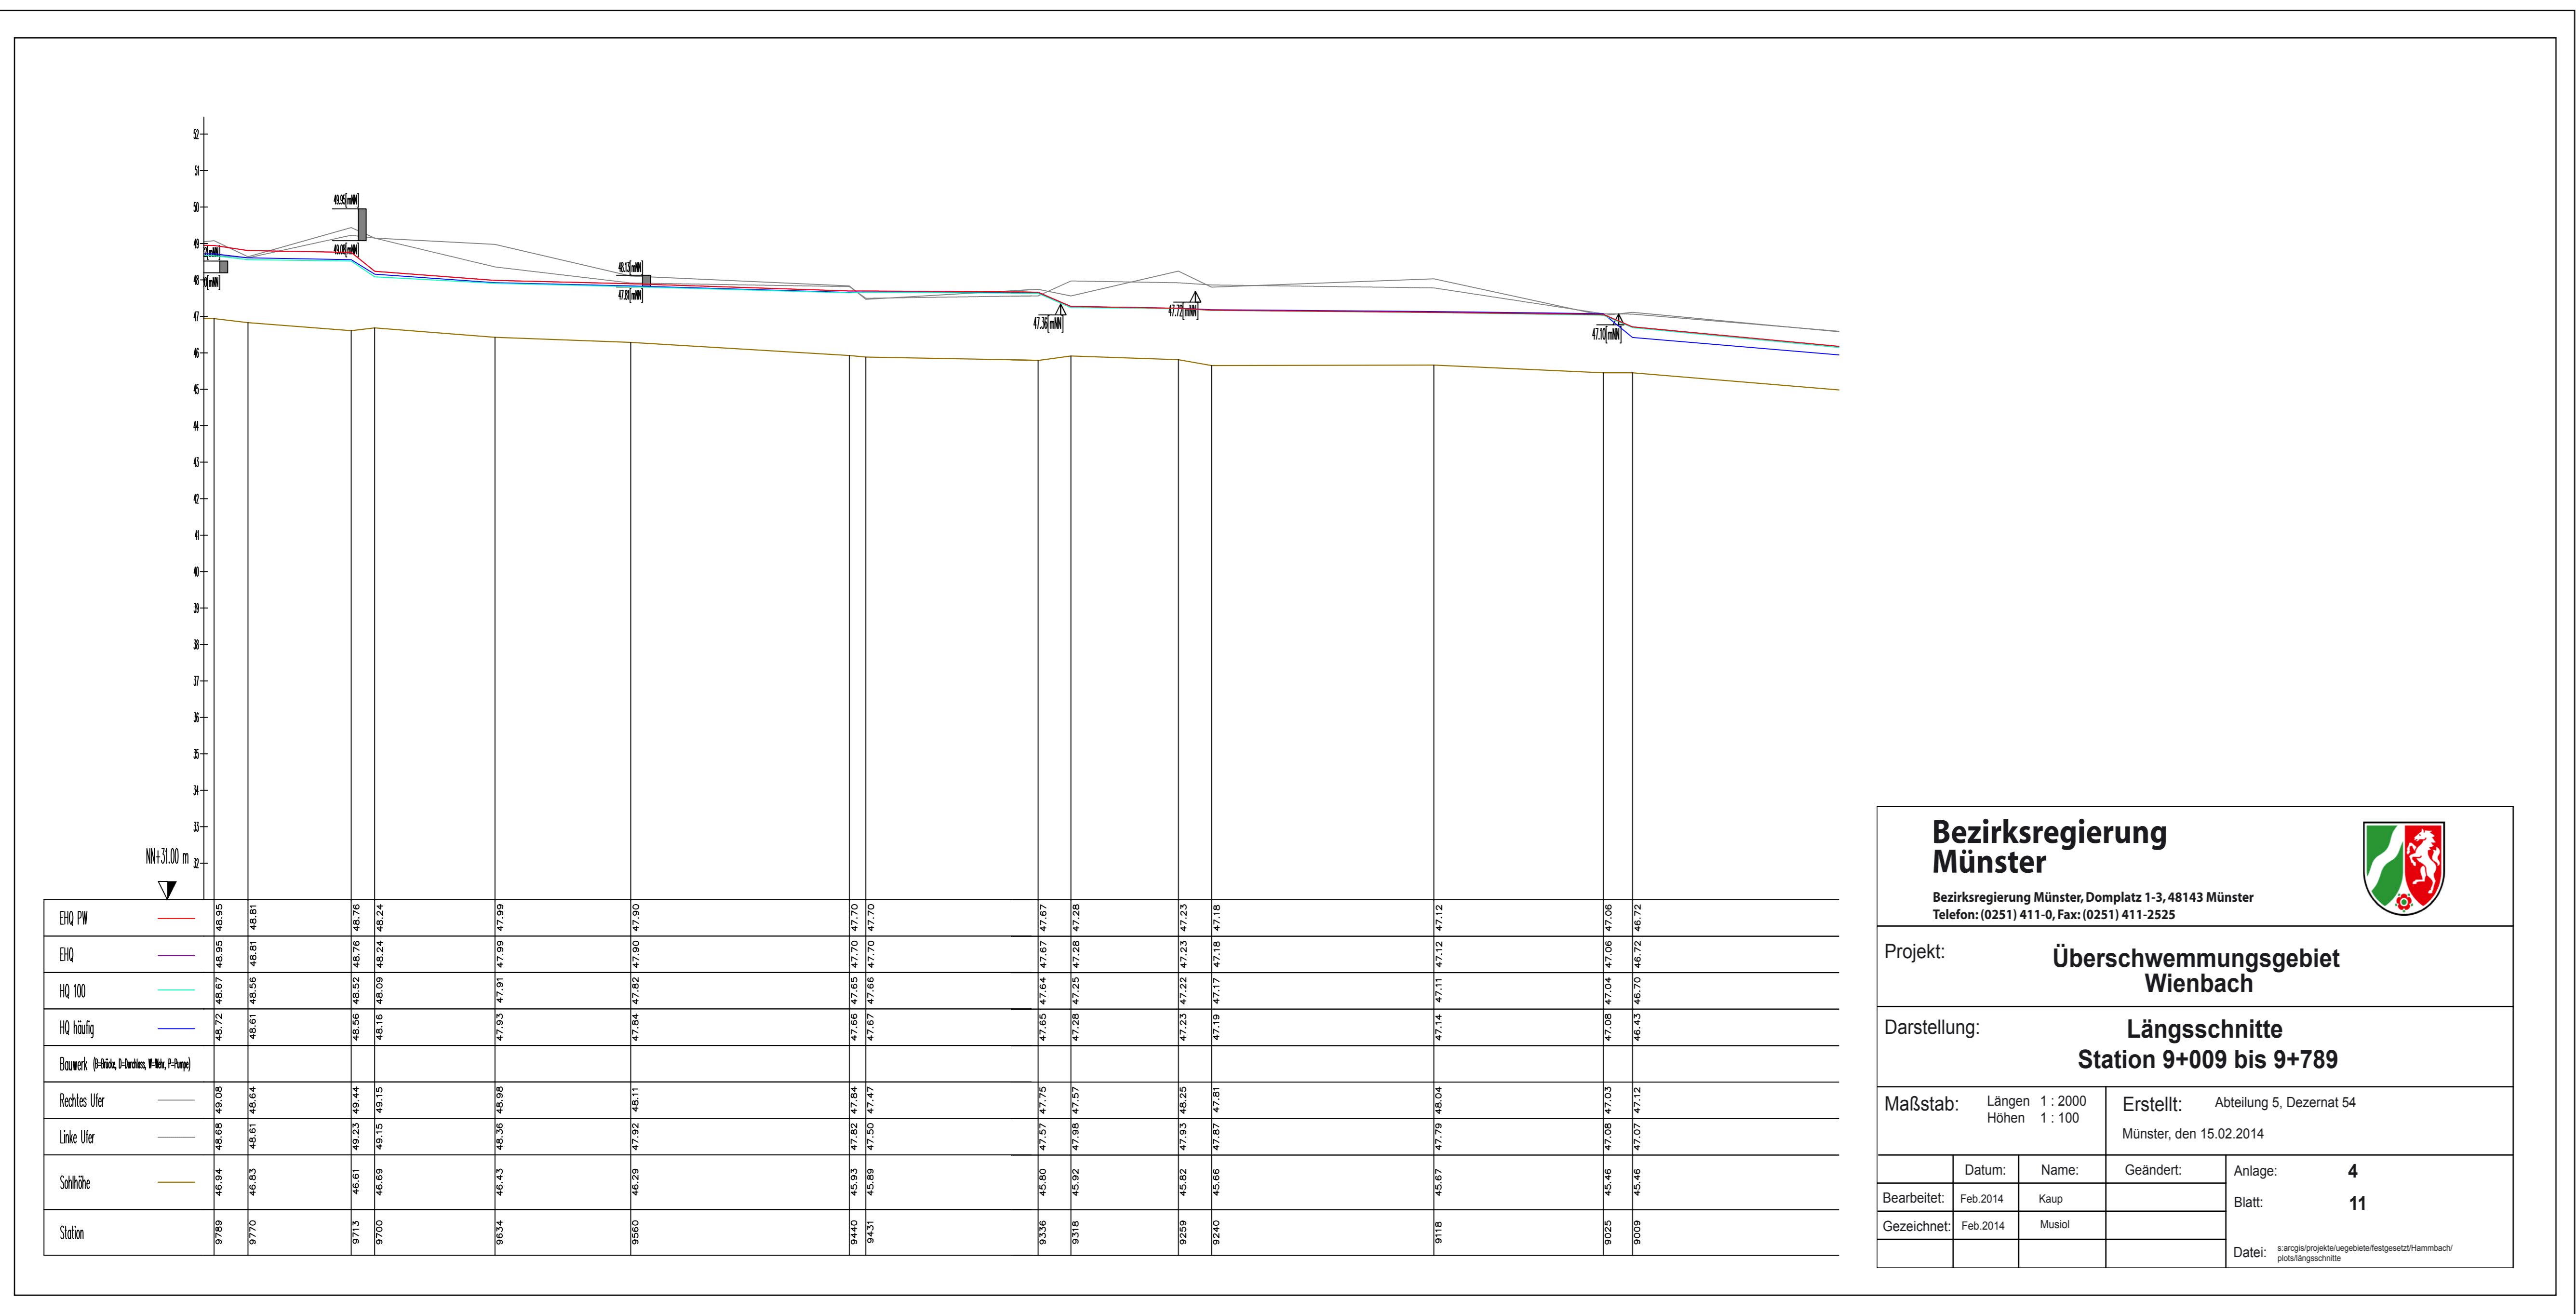 52
51
50
49
48
47
46
45
44
43
42
41
40
39
38
37
36
35
34
33
32
49.95[mNN]
49.08[mNN]
48.13[mNN]
47.81[mNN]
47.36[mNN]
47.72[mNN]
47.10[mNN]
NN+31.00 m
EHQ PW 48.95 48.81 48.76 48.24 47.99 47.90 47.70 47.70 47.67 47.28 47.23 47.18 47.12 47.06 46.72
EHQ 48.95 48.81 48.76 48.24 47.99 47.90 47.70 47.70 47.67 47.28 47.23 47.18 47.12 47.06 46.72
HQ 100 48.67 48.56 48.52 48.09 47.91 47.82 47.65 47.66 47.64 47.25 47.22 47.17 47.11 47.04 46.70
HQ häufig 48.72 48.61 48.56 48.16 47.93 47.84 47.66 47.67 47.65 47.28 47.23 47.19 47.14 47.08 46.43
Bauwerk (B=Brücke, D=Durchlass, W=Wehr, P=Pumpe)
Rechtes Ufer 49.08 48.64 49.44 49.15 48.98 48.11 47.84 47.47 47.75 47.57 48.25 47.81 48.04 47.03 47.12
Linke Ufer 48.68 48.61 49.23 49.15 48.36 47.92 47.82 47.50 47.57 47.98 47.93 47.87 47.79 47.08 47.07
Sohlhöhe 46.94 46.83 46.61 46.69 46.43 46.29 45.93 45.89 45.80 45.92 45.82 45.66 45.67 45.46 45.46
Station 9789 9770 9713 9700 9634 9560 9440 9431 9336 9318 9259 9240 9118 9025 9009
Bezirksregierung
Münster
Bezirksregierung Münster, Domplatz 1-3, 48143 Münster
Telefon: (0251) 411-0, Fax: (0251) 411-2525
Projekt: Überschwemmungsgebiet
Wienbach
Darstellung: Längsschnitte
Station 9+009 bis 9+789
Maßstab: Längen 1 : 2000
Höhen 1 : 100
Erstellt: Abteilung 5, Dezernat 54
Münster, den 15.02.2014
Datum: Name: Geändert:
Bearbeitet: Feb.2014 Kaup
Gezeichnet: Feb.2014 Musiol
Anlage: 4
Blatt: 11
Datei: s:arcgis/projekte/uegebiete/festgesetzt/Hammbach/
plots/längsschnitte